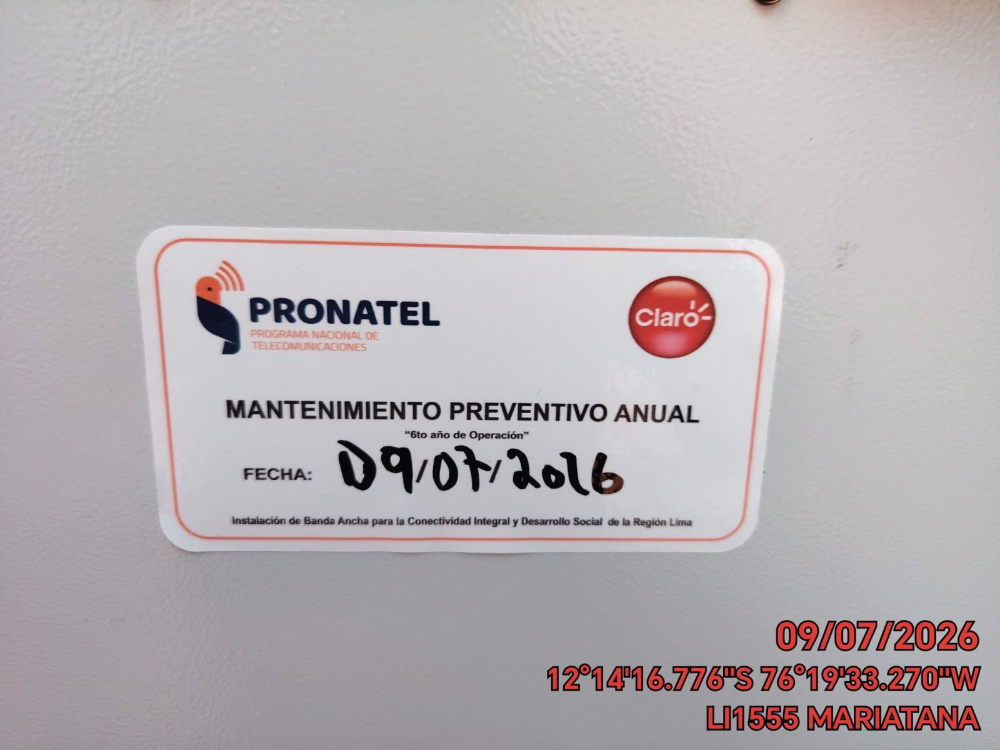 PRONATEL
PROGRAMA NACIONAL DE
TELECOMUNICACIONES
Claro
MANTENIMIENTO PREVENTIVO ANUAL
“6to año de Operación”
FECHA: 09/07/2026
Instalación de Banda Ancha para la Conectividad Integral y Desarrollo Social de la Región Lima
09/07/2026
12°14'16.776"S 76°19'33.270"W
LI1555 MARIATANA